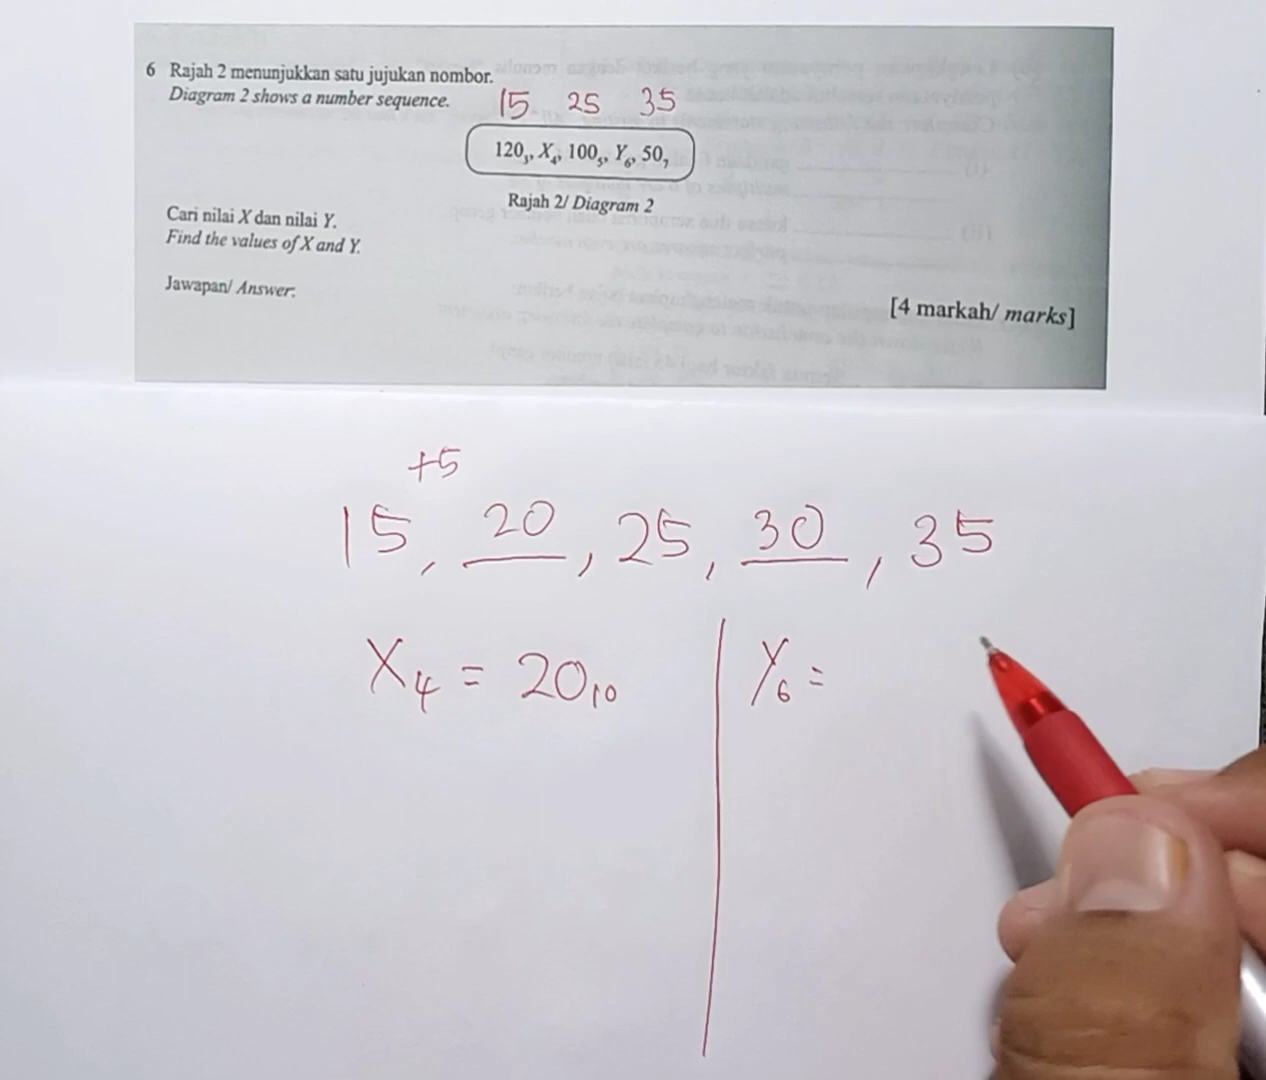 6 Rajah 2 menunjukkan satu jujukan nombor.
Diagram 2 shows a number sequence.
15 25 35
120₃, X₄, 100₅, Y₆, 50₇
Rajah 2/ Diagram 2
Cari nilai X dan nilai Y.
Find the values of X and Y.
Jawapan/ Answer:
[4 markah/ marks]
+5
15, 20, 25, 30, 35
X₄ = 20₁₀
Y₆ =